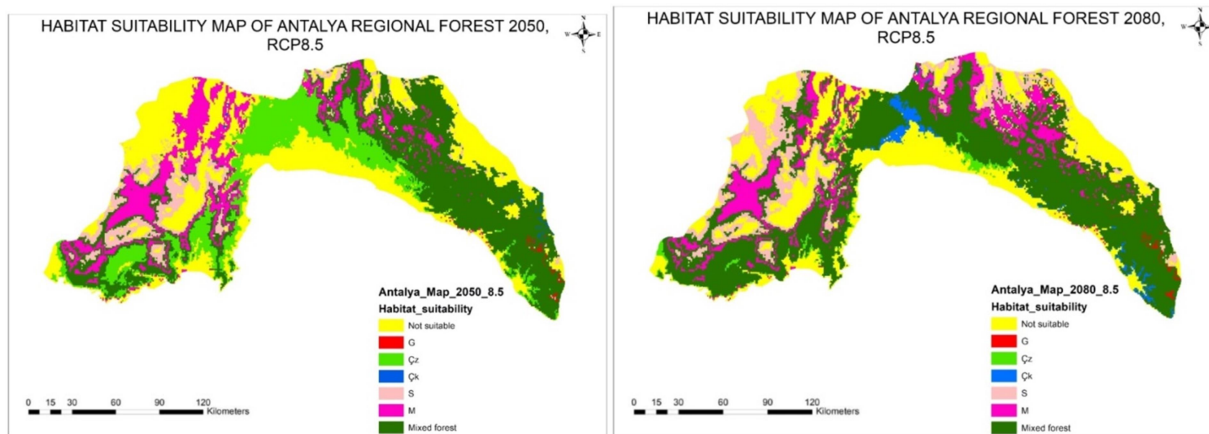 HABITAT SUITABILITY MAP OF ANTALYA REGIONAL FOREST 2050,
RCP8.5
N
W E
S
Antalya_Map_2050_8.5
Habitat_suitability
Not suitable
G
Çz
Çk
S
M
Mixed forest
0 15 30 60 90 120
Kilometers
HABITAT SUITABILITY MAP OF ANTALYA REGIONAL FOREST 2080,
RCP8.5
N
W E
S
Antalya_Map_2080_8.5
Habitat_suitability
Not suitable
G
Çz
Çk
S
M
Mixed forest
0 15 30 60 90 120
Kilometers